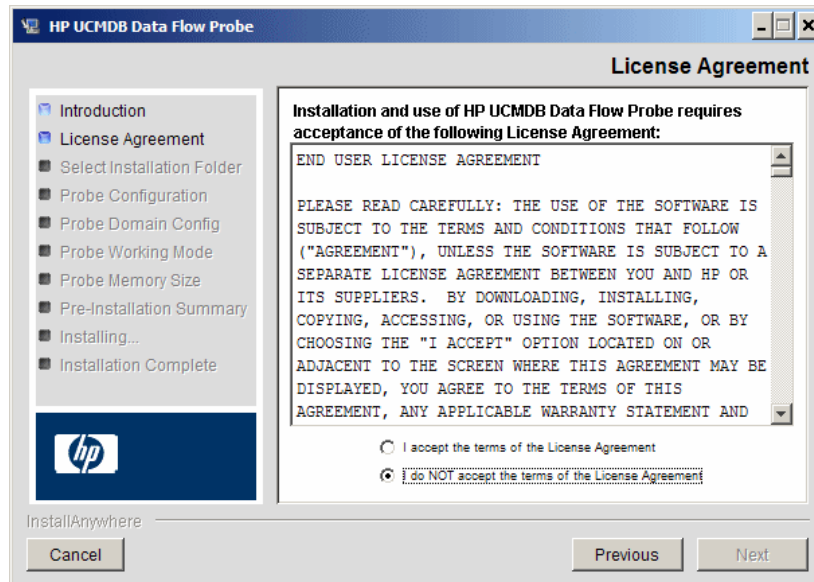 HP UCMDB Data Flow Probe
License Agreement
Introduction
License Agreement
Select Installation Folder
Probe Configuration
Probe Domain Config
Probe Working Mode
Probe Memory Size
Pre-Installation Summary
Installing...
Installation Complete
hp
Installation and use of HP UCMDB Data Flow Probe requires
acceptance of the following License Agreement:
END USER LICENSE AGREEMENT
PLEASE READ CAREFULLY: THE USE OF THE SOFTWARE IS
SUBJECT TO THE TERMS AND CONDITIONS THAT FOLLOW
("AGREEMENT"), UNLESS THE SOFTWARE IS SUBJECT TO A
SEPARATE LICENSE AGREEMENT BETWEEN YOU AND HP OR
ITS SUPPLIERS.  BY DOWNLOADING, INSTALLING,
COPYING, ACCESSING, OR USING THE SOFTWARE, OR BY
CHOOSING THE "I ACCEPT" OPTION LOCATED ON OR
ADJACENT TO THE SCREEN WHERE THIS AGREEMENT MAY BE
DISPLAYED, YOU AGREE TO THE TERMS OF THIS
AGREEMENT, ANY APPLICABLE WARRANTY STATEMENT AND
I accept the terms of the License Agreement
I do NOT accept the terms of the License Agreement
InstallAnywhere
Cancel
Previous
Next